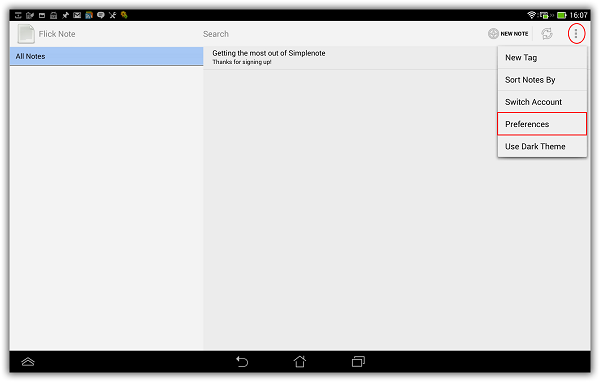 16:07
Flick Note
Search
NEW NOTE
All Notes
Getting the most out of Simplenote
Thanks for signing up!
New Tag
Sort Notes By
Switch Account
Preferences
Use Dark Theme